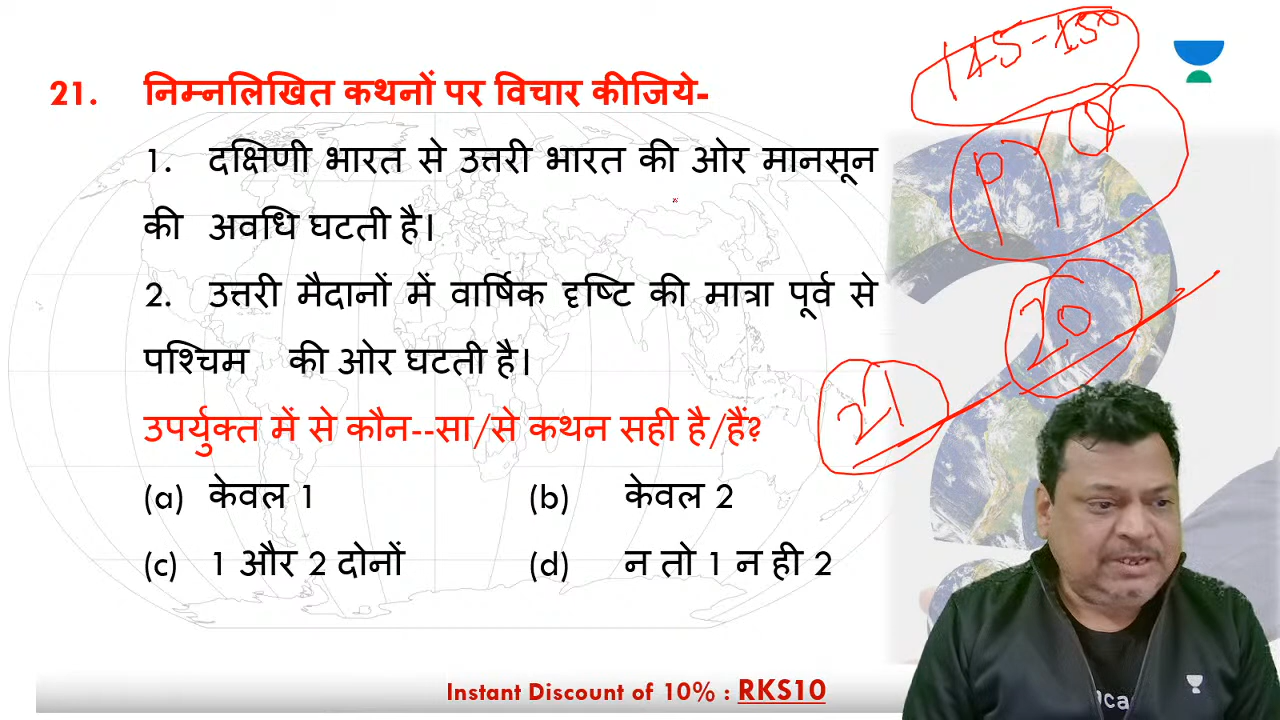 21. निम्नलिखित कथनों पर विचार कीजिये-
1. दक्षिणी भारत से उत्तरी भारत की ओर मानसून
की अवधि घटती है।
2. उत्तरी मैदानों में वार्षिक वृष्टि की मात्रा पूर्व से
पश्चिम की ओर घटती है।
उपर्युक्त में से कौन--सा/से कथन सही है/हैं?
(a) केवल 1 (b) केवल 2
(c) 1 और 2 दोनों (d) न तो 1 न ही 2
Instant Discount of 10% : RKS10
145-150
20
21